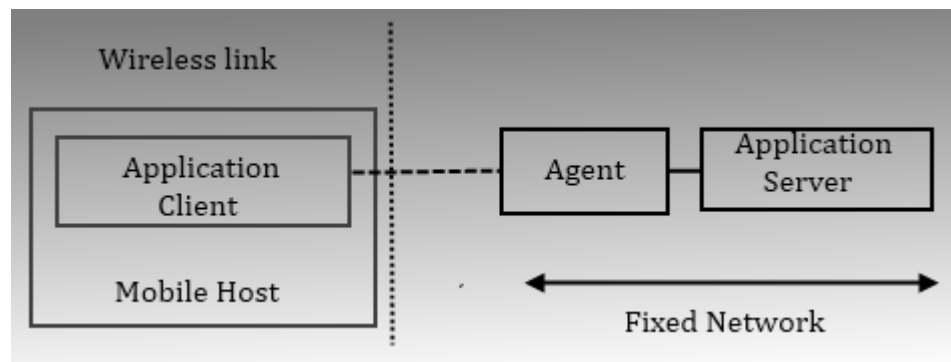 Wireless link
Application
Client
Mobile Host
Agent
Application
Server
Fixed Network